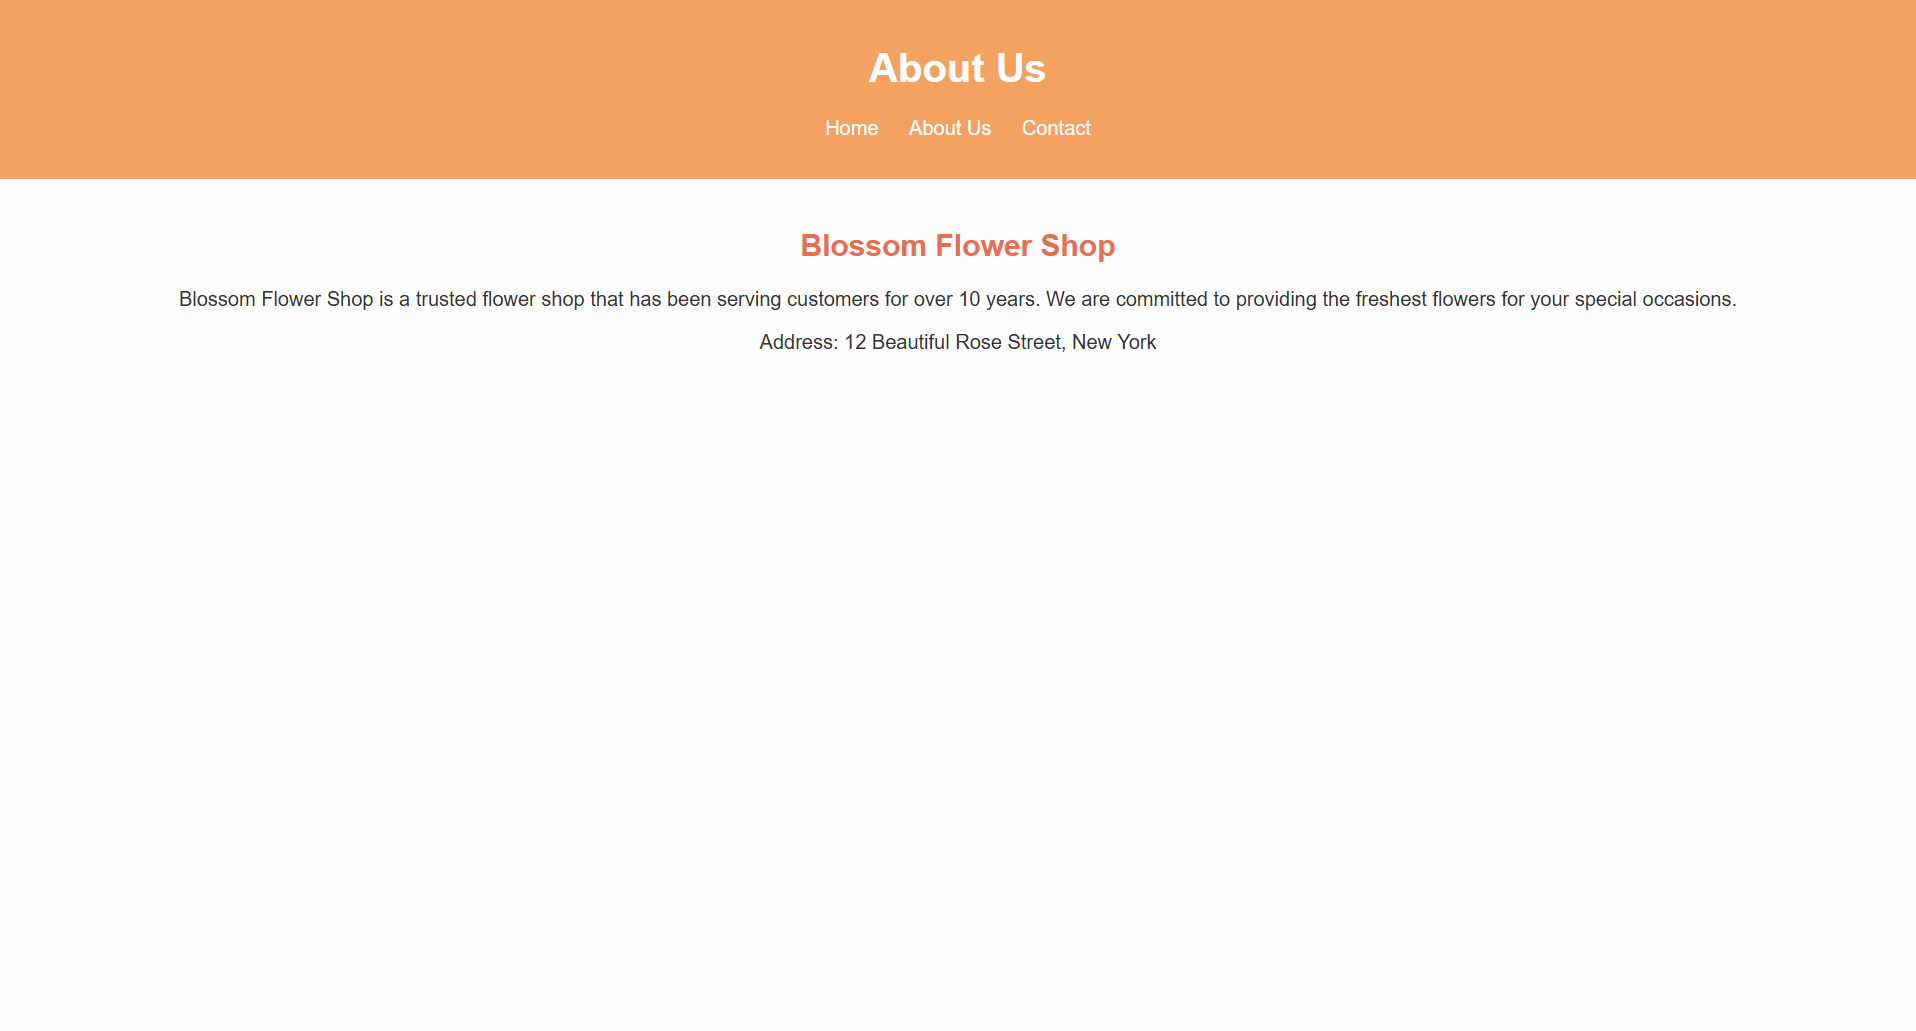 About Us
Home About Us Contact
Blossom Flower Shop
Blossom Flower Shop is a trusted flower shop that has been serving customers for over 10 years. We are committed to providing the freshest flowers for your special occasions.
Address: 12 Beautiful Rose Street, New York